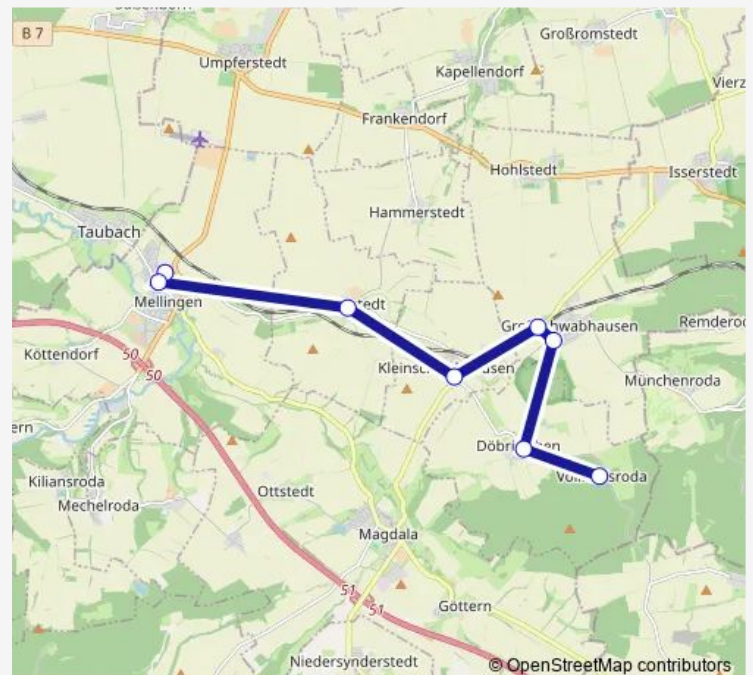 B 7
Umpferstedt
Großromstedt
Kapellendorf
Vierz
Frankendorf
Hohlstedt
Isserstedt
Taubach
Hammerstedt
Mellingen
stedt
Remderod
Köttendorf
50
50
Münchenroda
ern
Kiliansroda
Mechelroda
Ottstedt
Magdala
51
51
Göttern
Niedersynderstedt
© OpenStreetMap contributors